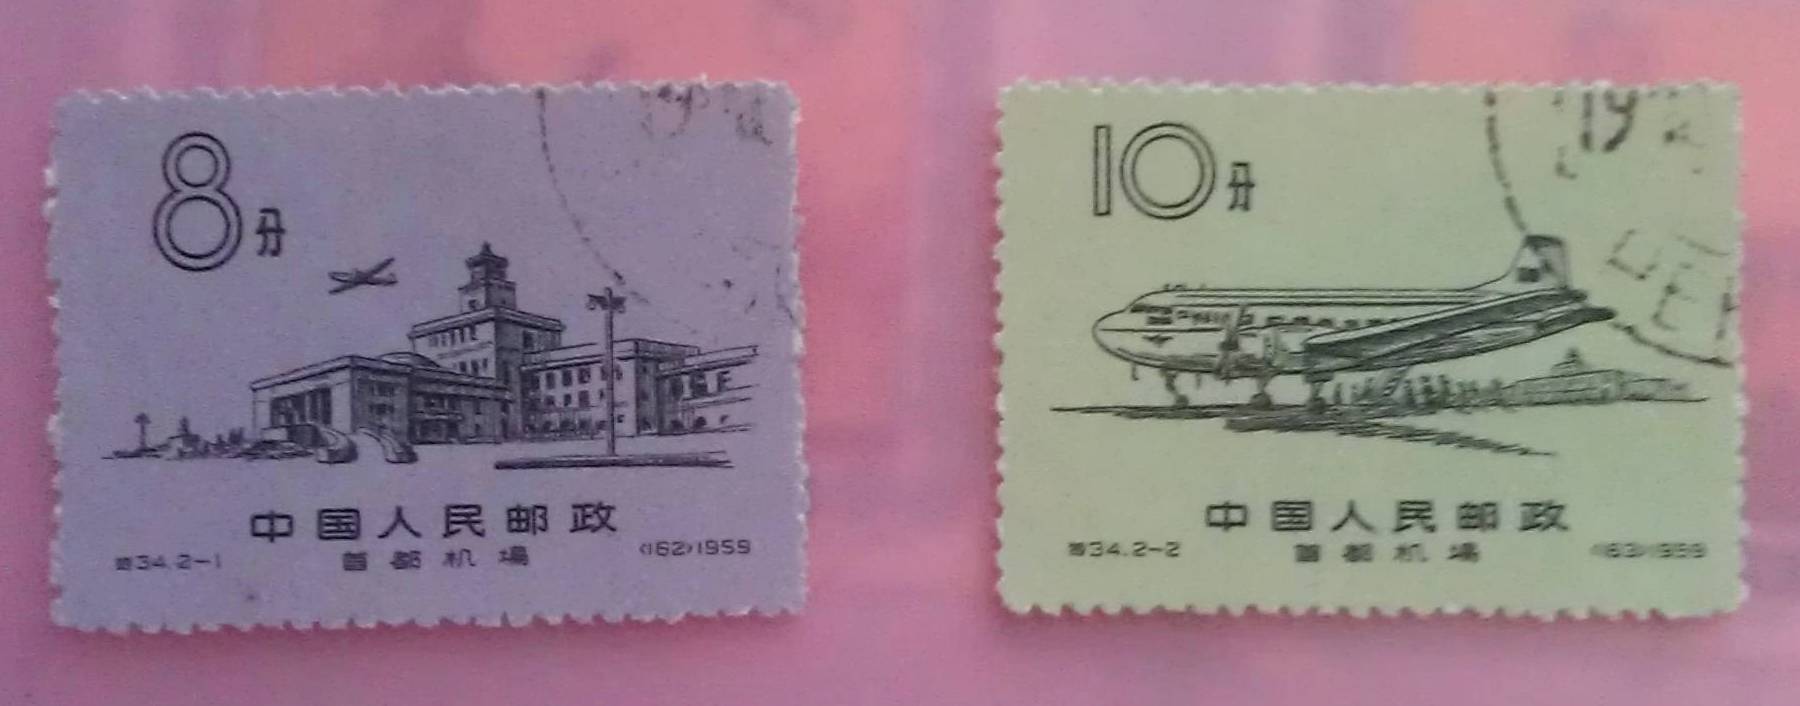 8分
中国人民邮政
首都机場
特34.2-1
(162)1959
10分
19
中国人民邮政
首都机場
特34.2-2
(163)1959